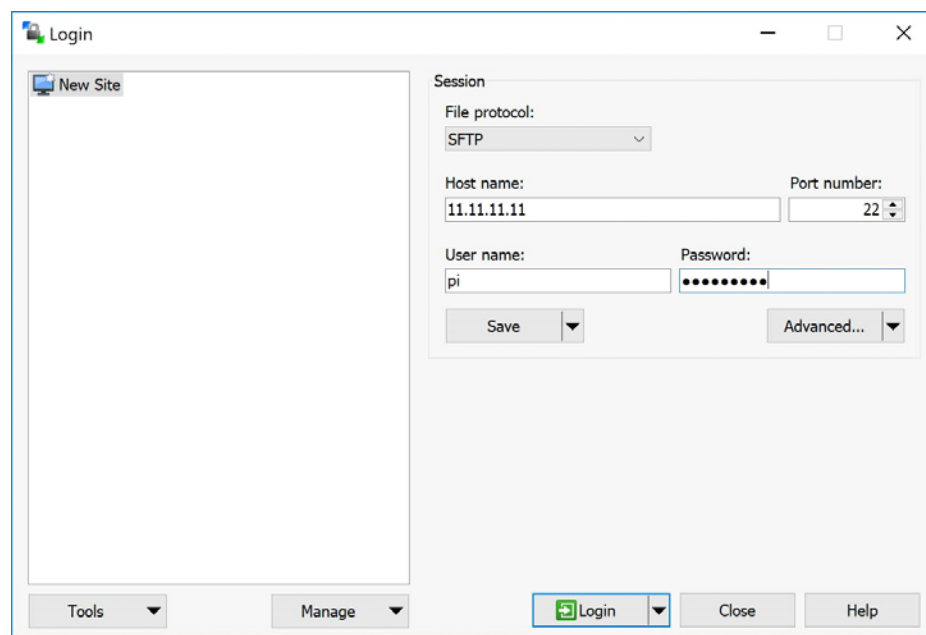 Login
New Site
Session
File protocol:
SFTP
Host name: Port number:
11.11.11.11 22
User name: Password:
pi •••••••••
Save Advanced...
Tools Manage Login Close Help